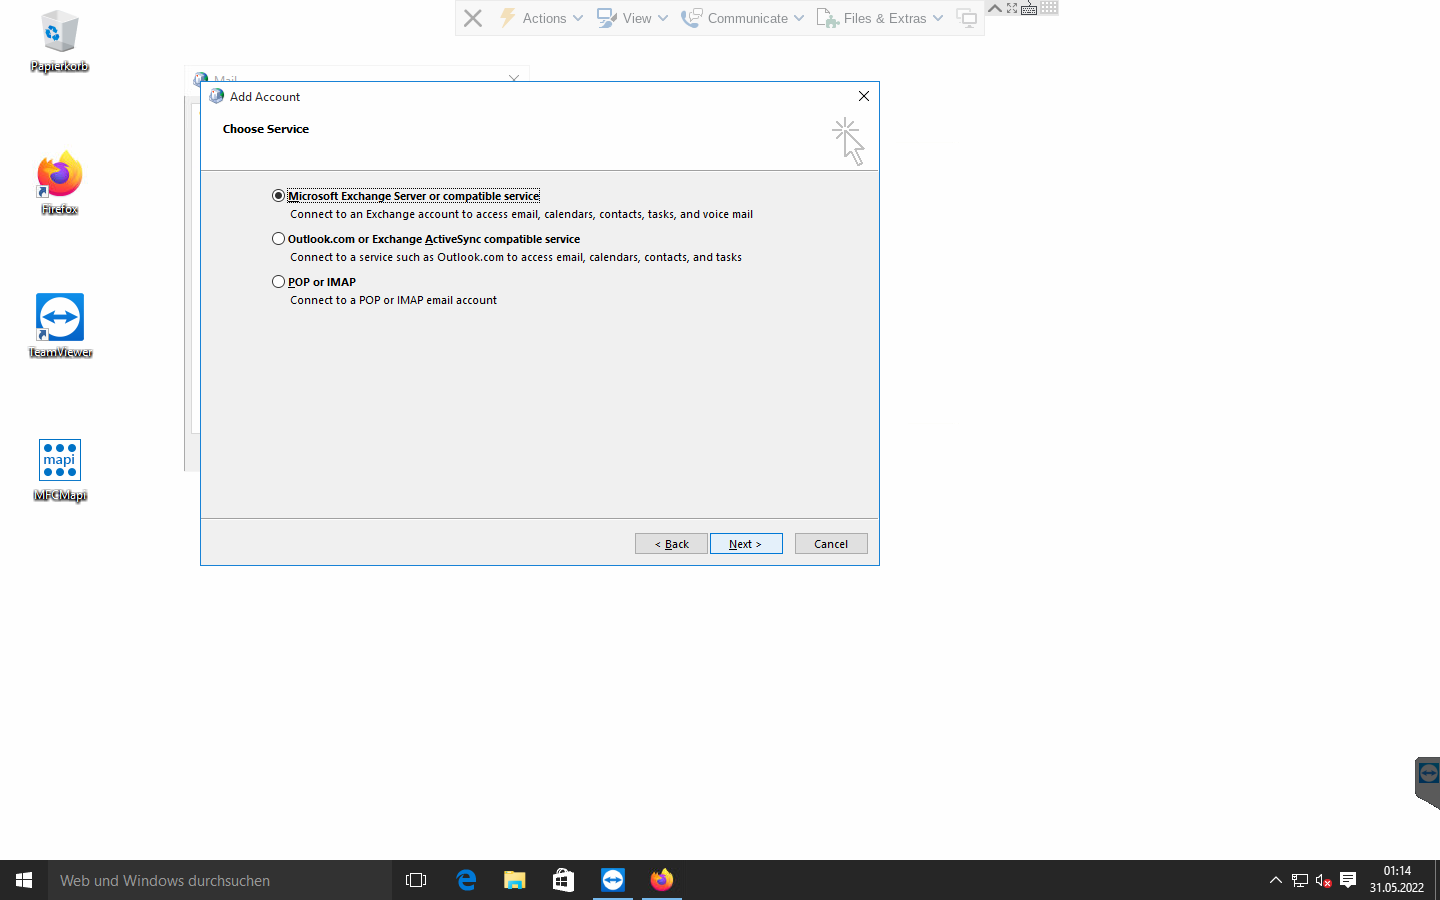 Actions
View
Communicate
Files & Extras
Papierkorb
Firefox
TeamViewer
mapi
MFCMapi
Mail
Add Account
Choose Service
Microsoft Exchange Server or compatible service
Connect to an Exchange account to access email, calendars, contacts, tasks, and voice mail
Outlook.com or Exchange ActiveSync compatible service
Connect to a service such as Outlook.com to access email, calendars, contacts, and tasks
POP or IMAP
Connect to a POP or IMAP email account
< Back
Next >
Cancel
Web und Windows durchsuchen
01:14
31.05.2022